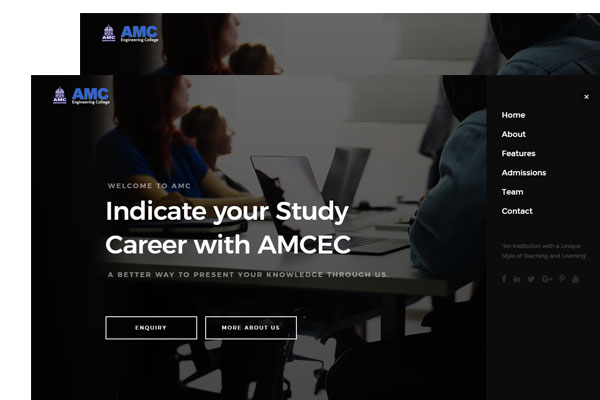 AMC
AMC
Engineering College
AMC
AMC
Engineering College
WELCOME TO AMC
Indicate your Study
Career with AMCEC
A BETTER WAY TO PRESENT YOUR KNOWLEDGE THROUGH US.
ENQUIRY
MORE ABOUT US
Home
About
Features
Admissions
Team
Contact
"An Institution with a Unique
Style of Teaching and Learning"